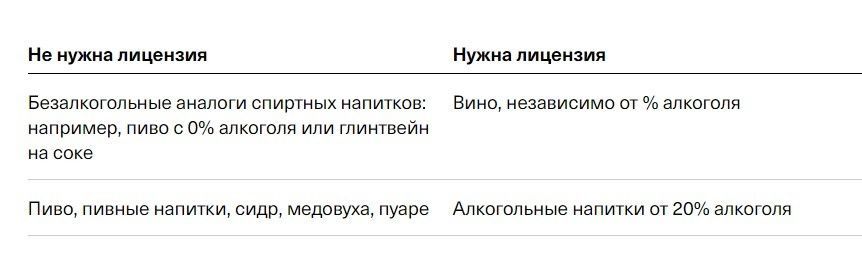 Не нужна лицензия
Нужна лицензия
Безалкогольные аналоги спиртных напитков:
например, пиво с 0% алкоголя или глинтвейн
на соке
Вино, независимо от % алкоголя
Пиво, пивные напитки, сидр, медовуха, пуаре
Алкогольные напитки от 20% алкоголя